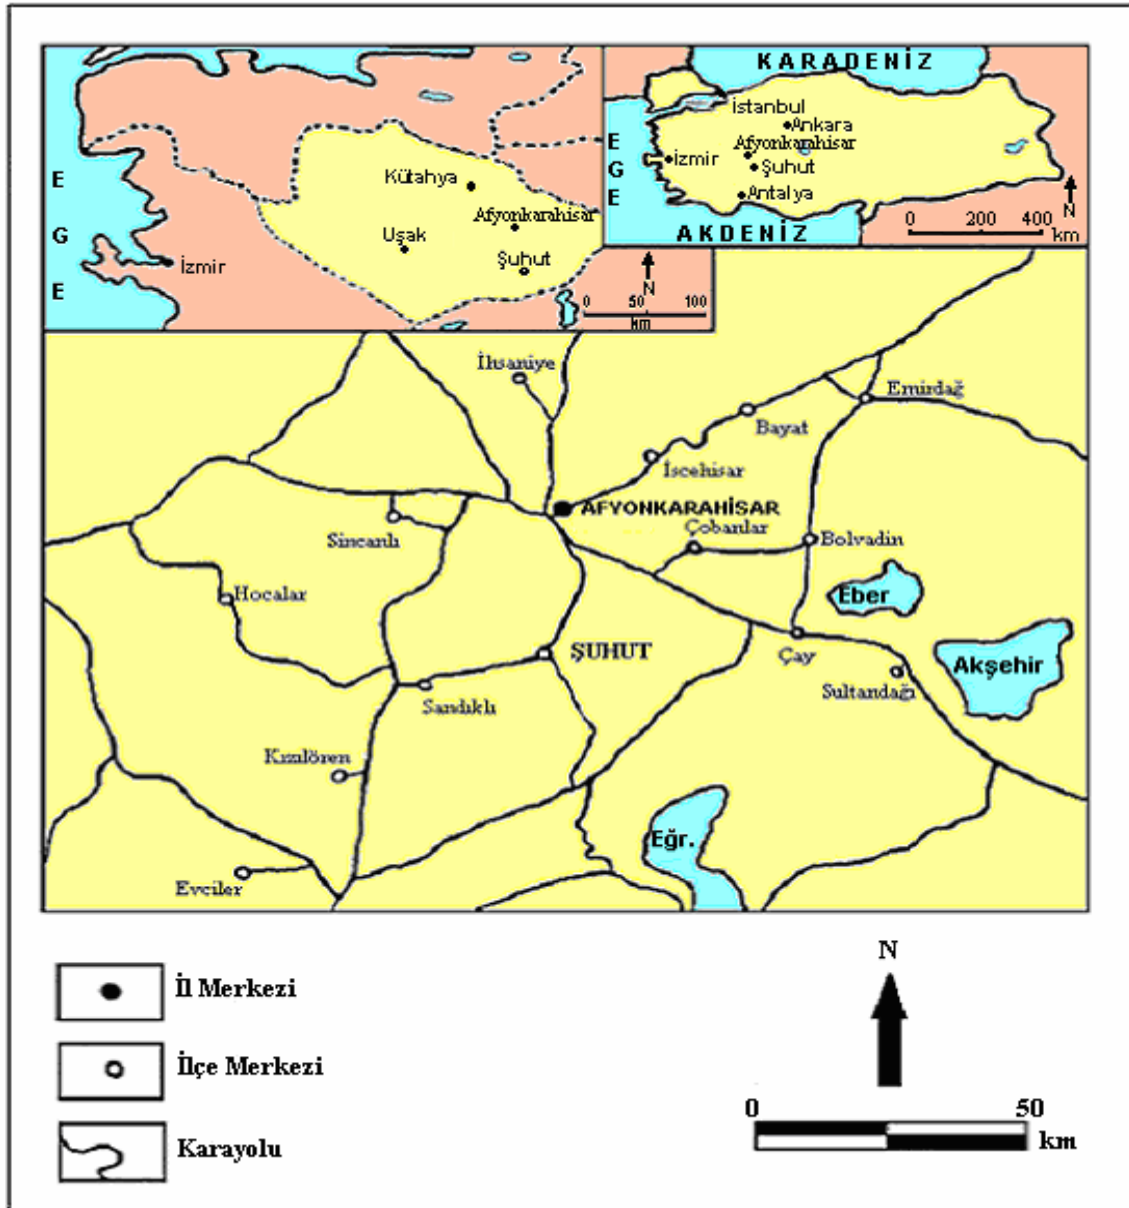 KARADENİZ
İstanbul
Ankara
Afyonkarahisar
İzmir
Şuhut
Antalya
EGE
AKDENİZ
N
0 200 400
km
EGE
Kütahya
Afyonkarahisar
Uşak
Şuhut
İzmir
N
0 50 100
km
İhsaniye
Emirdağ
Bayat
İscehisar
AFYONKARAHİSAR
Çobanlar
Sincanlı
Bolvadin
Hocalar
Eber
ŞUHUT
Çay
Akşehir
Sandıklı
Sultandağı
Kızılören
Eğr.
Evciler
İl Merkezi
İlçe Merkezi
Karayolu
N
0 50
km